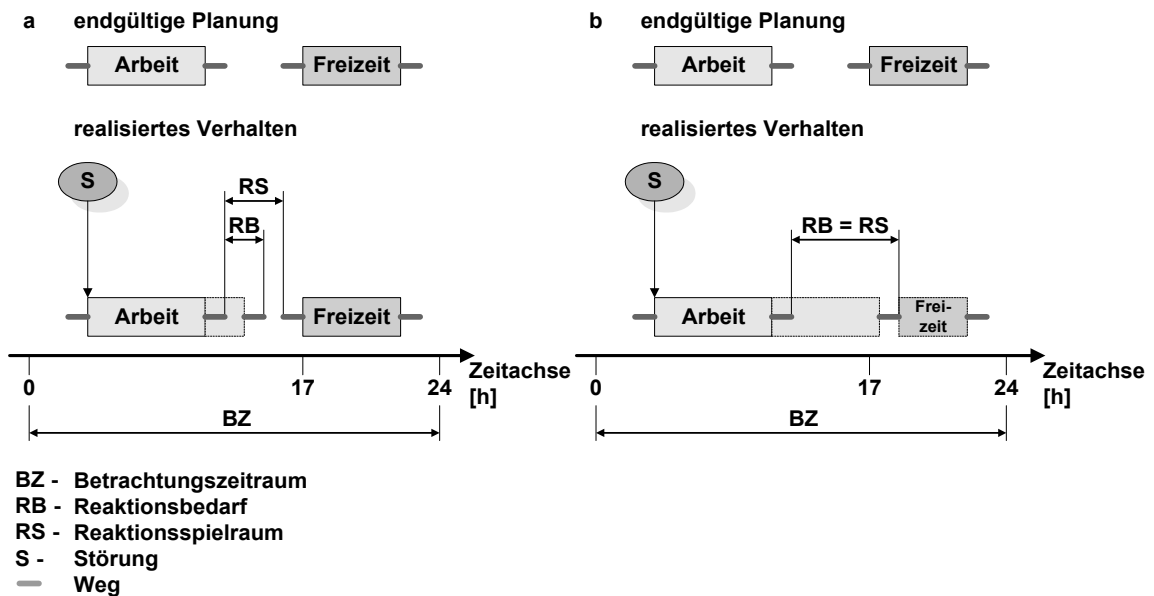 a endgültige Planung
Arbeit
Freizeit
realisiertes Verhalten
S
RS
RB
Arbeit
Freizeit
Zeitachse
[h]
0
17
24
BZ
b endgültige Planung
Arbeit
Freizeit
realisiertes Verhalten
S
RB = RS
Arbeit
Frei-
zeit
Zeitachse
[h]
0
17
24
BZ
BZ - Betrachtungszeitraum
RB - Reaktionsbedarf
RS - Reaktionsspielraum
S - Störung
Weg